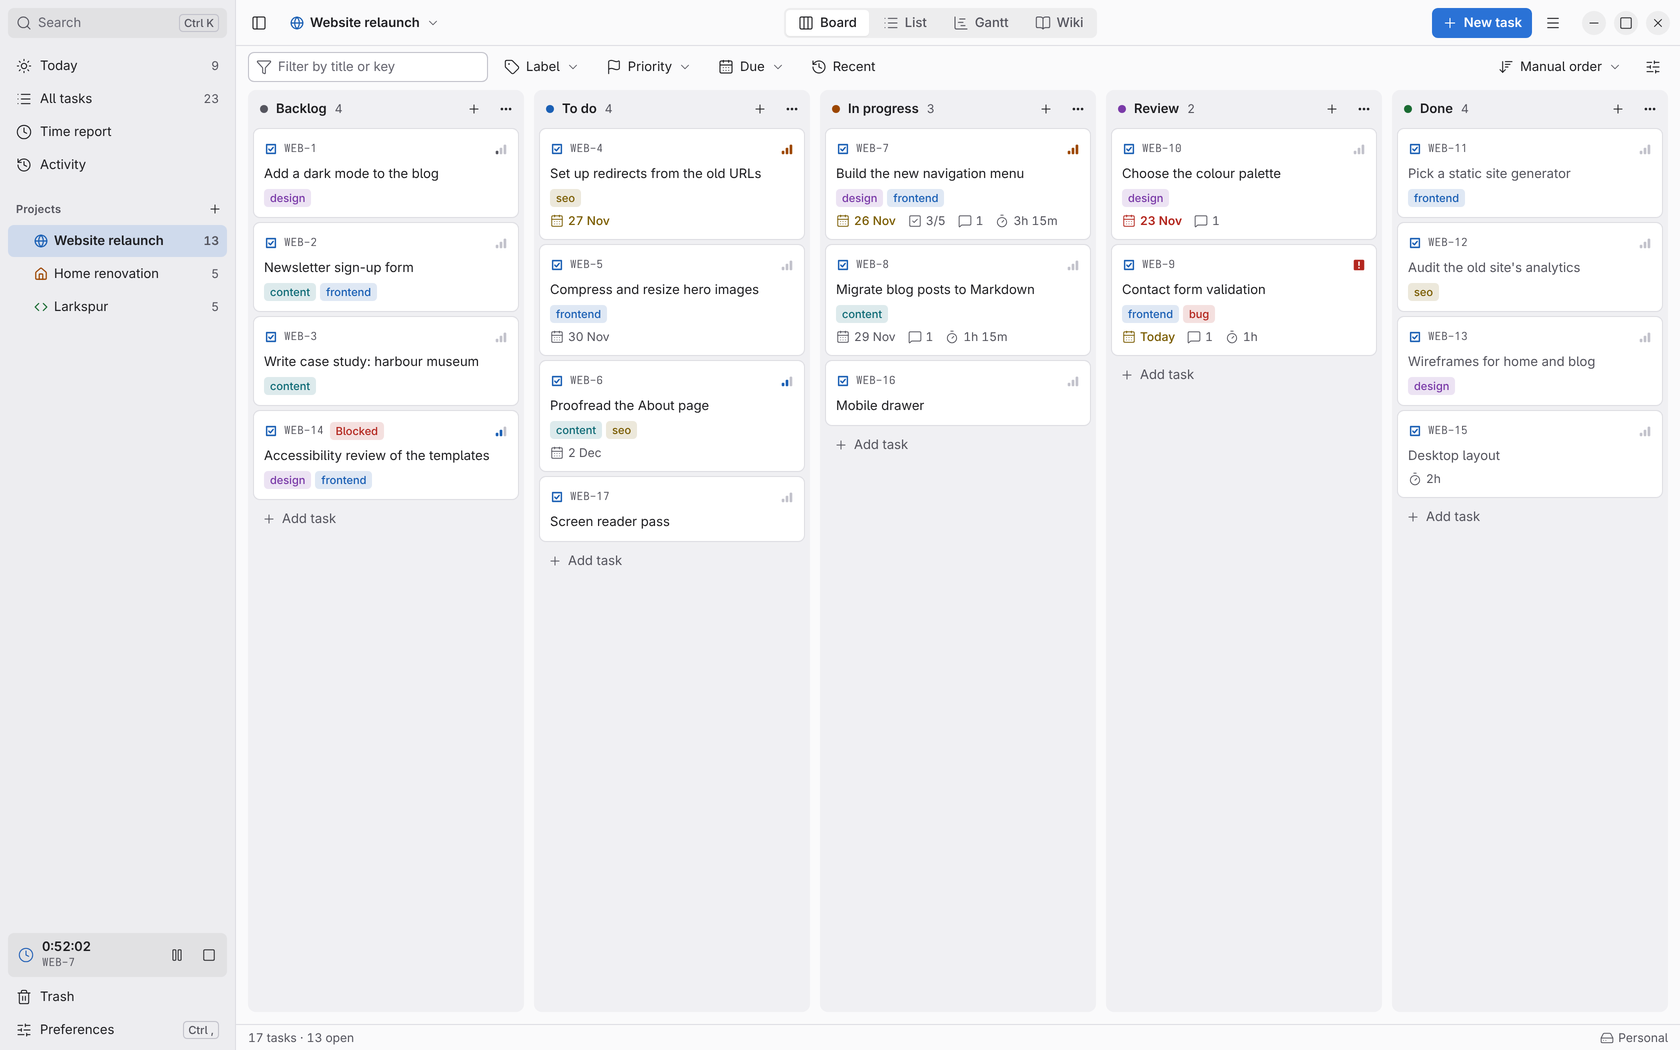 Search Ctrl K
Today 9
All tasks 23
Time report
Activity
Projects
Website relaunch 13
Home renovation 5
Larkspur 5
0:52:02
WEB-7
Trash
Preferences Ctrl ,
Website relaunch
Board List Gantt Wiki
New task
Filter by title or key
Label Priority Due Recent
Manual order
Backlog 4
WEB-1
Add a dark mode to the blog
design
WEB-2
Newsletter sign-up form
content frontend
WEB-3
Write case study: harbour museum
content
WEB-14 Blocked
Accessibility review of the templates
design frontend
Add task
To do 4
WEB-4
Set up redirects from the old URLs
seo
27 Nov
WEB-5
Compress and resize hero images
frontend
30 Nov
WEB-6
Proofread the About page
content seo
2 Dec
WEB-17
Screen reader pass
Add task
In progress 3
WEB-7
Build the new navigation menu
design frontend
26 Nov 3/5 1 3h 15m
WEB-8
Migrate blog posts to Markdown
content
29 Nov 1 1h 15m
WEB-16
Mobile drawer
Add task
Review 2
WEB-10
Choose the colour palette
design
23 Nov 1
WEB-9
Contact form validation
frontend bug
Today 1 1h
Add task
Done 4
WEB-11
Pick a static site generator
frontend
WEB-12
Audit the old site's analytics
seo
WEB-13
Wireframes for home and blog
design
WEB-15
Desktop layout
2h
Add task
17 tasks · 13 open
Personal